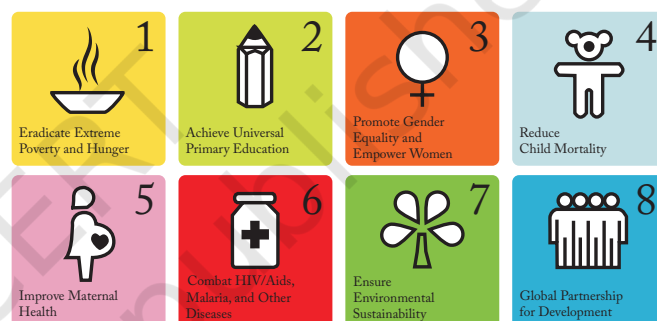 1
Eradicate Extreme
Poverty and Hunger
2
Achieve Universal
Primary Education
3
Promote Gender
Equality and
Empower Women
4
Reduce
Child Mortality
5
Improve Maternal
Health
6
Combat HIV/Aids,
Malaria, and Other
Diseases
7
Ensure
Environmental
Sustainability
8
Global Partnership
for Development